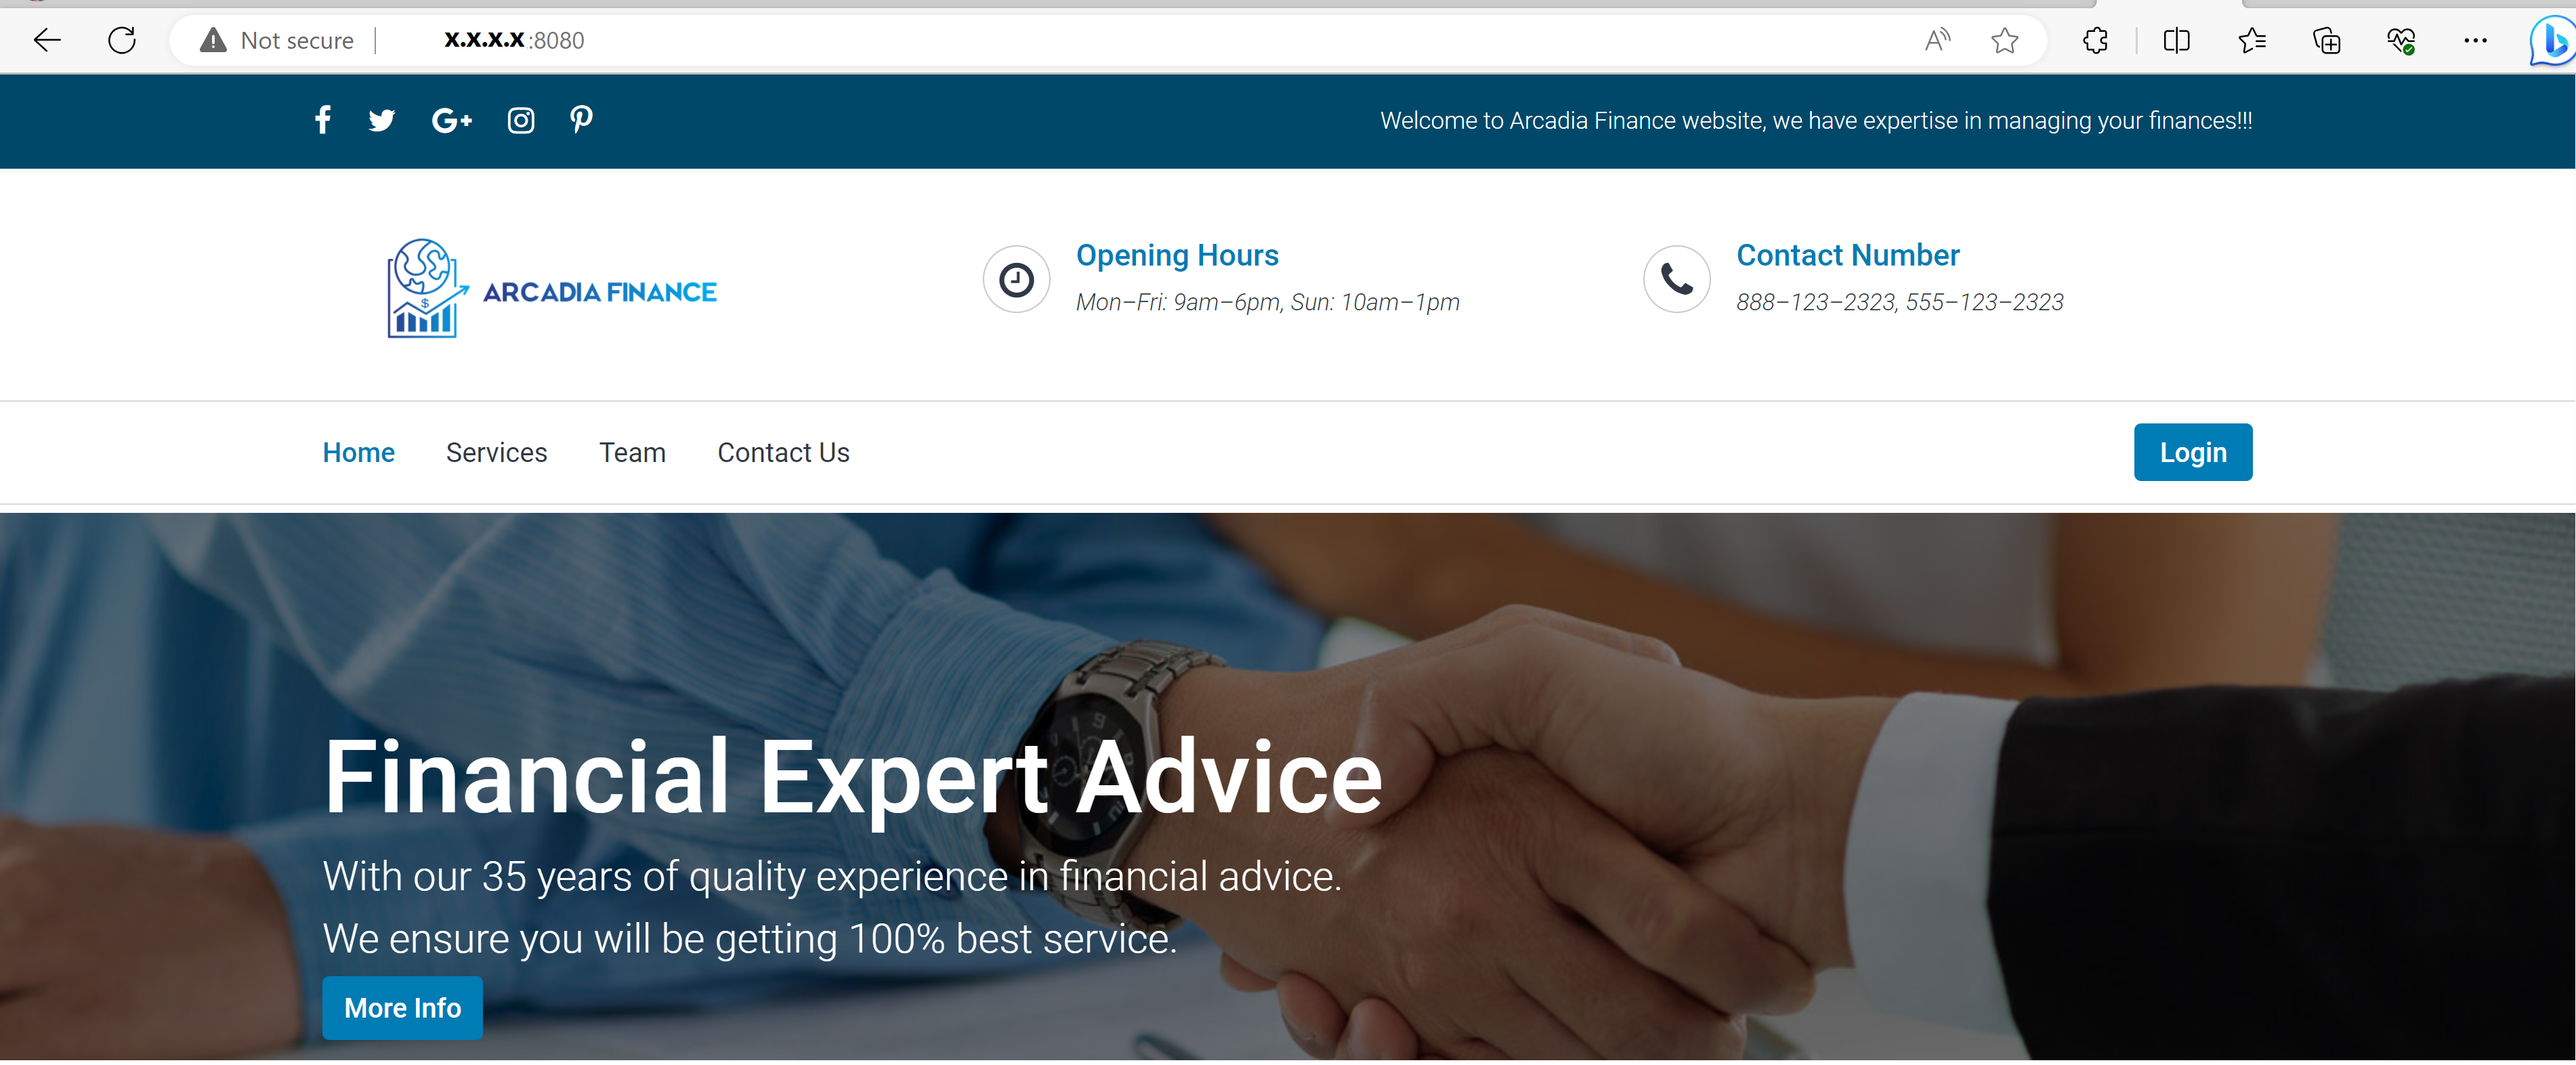 Not secure
x.x.x.x :8080
Welcome to Arcadia Finance website, we have expertise in managing your finances!!!
ARCADIA FINANCE
Opening Hours
Mon–Fri: 9am–6pm, Sun: 10am–1pm
Contact Number
888–123–2323, 555–123–2323
Home Services Team Contact Us Login
Financial Expert Advice
With our 35 years of quality experience in financial advice.
We ensure you will be getting 100% best service.
More Info